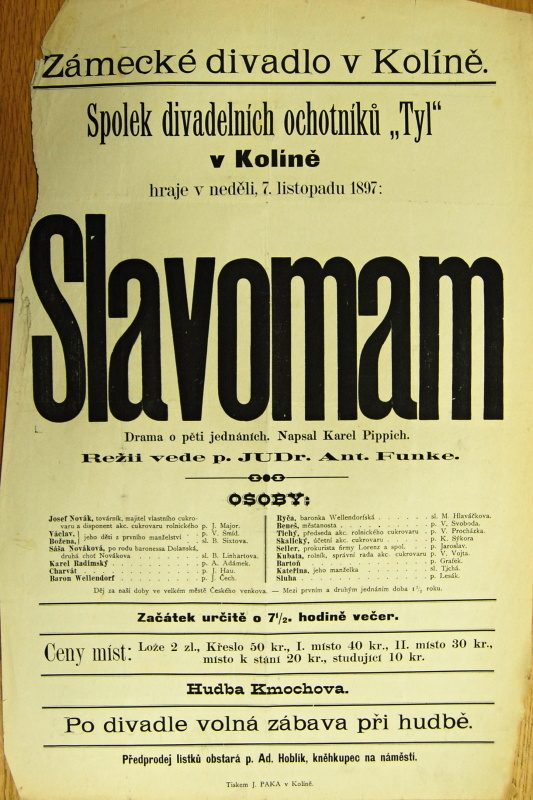 Zámecké divadlo v Kolíně.
Spolek divadelních ochotníků „Tyl“
v Kolíně
hraje v neděli, 7. listopadu 1897:
Slavomam
Drama o pěti jednáních. Napsal Karel Pippich.
Režii vede p. JUDr. Ant. Funke.
OSOBY:
Josef Novák, továrník, majitel vlastního cukro-
varu a disponent akc. cukrovaru rolnického p. J. Major.
Václav, } jeho děti z prvního manželství . . p. V. Šmíd.
Božena, } sl. B. Šístova.
Sáša Nováková, po rodu baronessa Dolanská,
druhá choť Novákova . . . . sl. B. Linhartova.
Karel Radimský . . . . p. A. Adámek.
Charvát . . . . p. J. Hau.
Baron Wellendorf . . . . p. J. Čech.
Ryča, baronka Wellendorfská . . . . sl. M. Hlaváčkova.
Beneš, měšťanosta . . . . p. V. Svoboda.
Tichý, předseda akc. rolnického cukrovaru . p. V. Procházka.
Skalický, účetní akc. cukrovaru . . . . p. K. Sýkora
Seller, prokurista firmy Lorenz a spol. . . p. Jaroslav.
Kubata, rolník, správní rada akc. cukrovaru p. V. Vojta.
Bartoň . . . . p. Grafek.
Kateřina, jeho manželka . . . . sl. Tichá.
Sluha . . . . p. Lesák.
Děj za naší doby ve velkém městě Českého venkova. — Mezi prvním a druhým jednáním doba 1½ roku.
Začátek určitě o 7½. hodině večer.
Ceny míst: Lože 2 zl., Křeslo 50 kr., I. místo 40 kr., II. místo 30 kr.,
místo k stání 20 kr., studující 10 kr.
Hudba Kmochova.
Po divadle volná zábava při hudbě.
Předprodej lístků obstará p. Ad. Hoblík, kněhkupec na náměstí.
Tiskem J. PAKA v Kolíně.